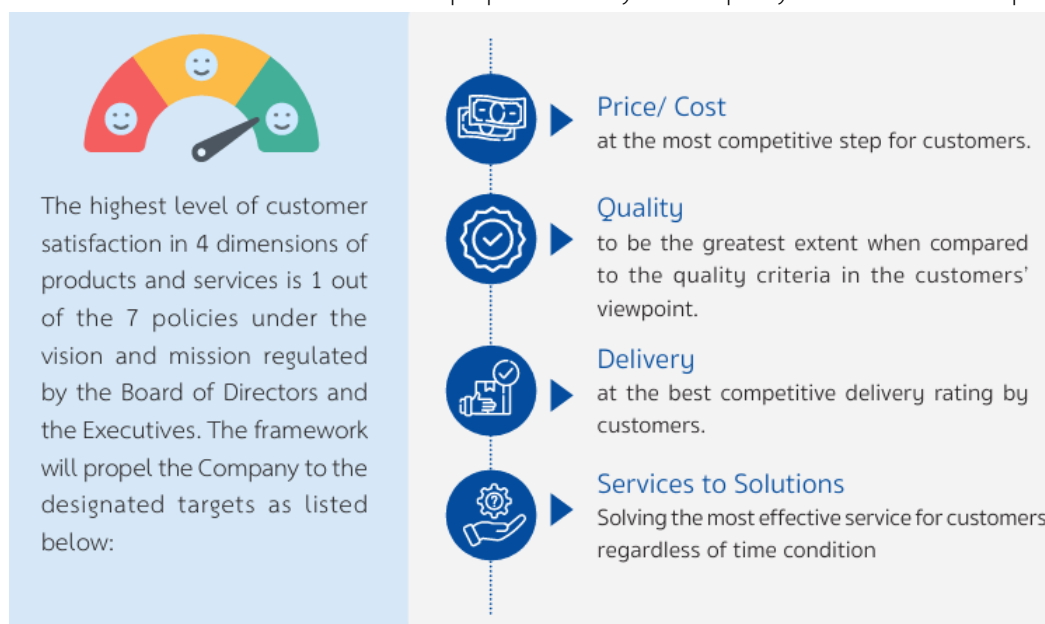 The highest level of customer
satisfaction in 4 dimensions of
products and services is 1 out
of the 7 policies under the
vision and mission regulated
by the Board of Directors and
the Executives. The framework
will propel the Company to the
designated targets as listed
below:
Price/ Cost
at the most competitive step for customers.
Quality
to be the greatest extent when compared
to the quality criteria in the customers'
viewpoint.
Delivery
at the best competitive delivery rating by
customers.
Services to Solutions
Solving the most effective service for customers
regardless of time condition